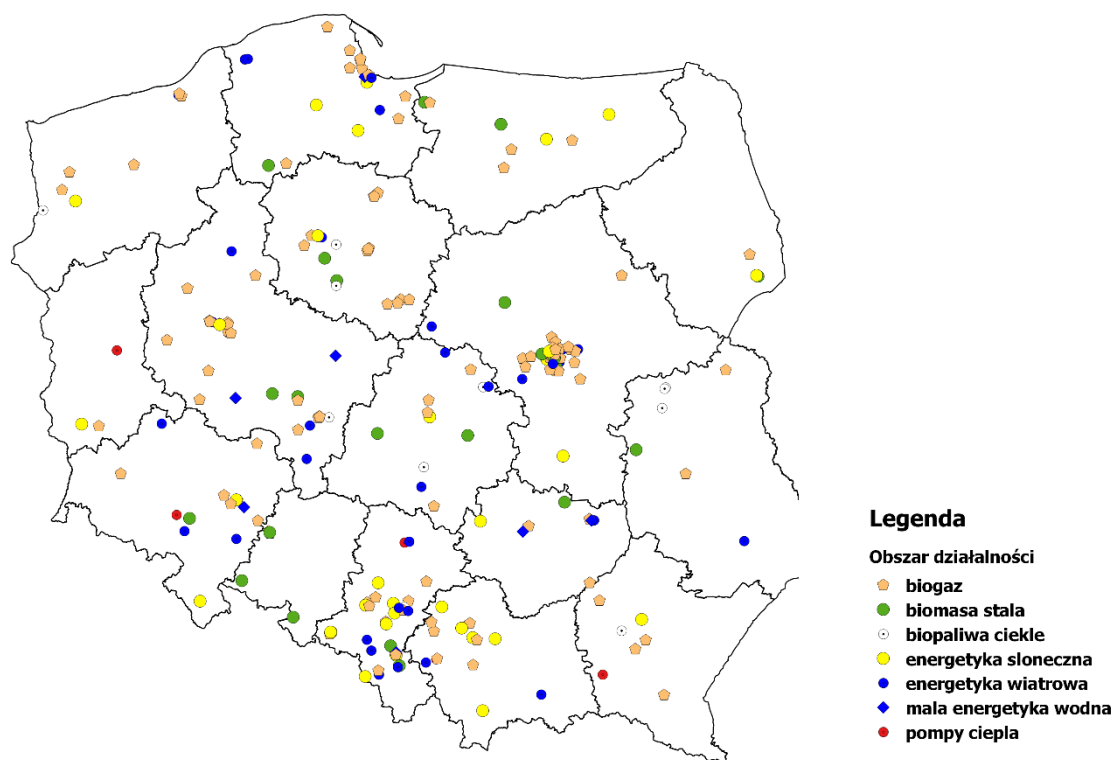 Legenda
Obszar działalności
biogaz
biomasa stala
biopaliwa ciekle
energetyka sloneczna
energetyka wiatrowa
mala energetyka wodna
pompy ciepla